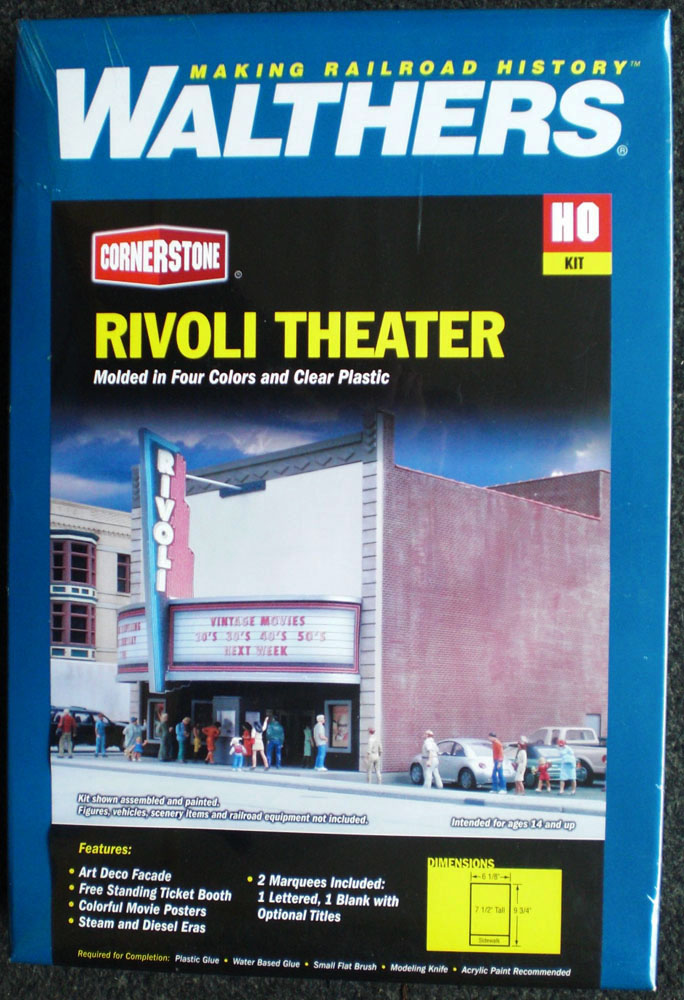 MAKING RAILROAD HISTORY™
WALTHERS®
HO
KIT
CORNERSTONE
RIVOLI THEATER
Molded in Four Colors and Clear Plastic
RIVOLI
VINTAGE MOVIES
20'S 30'S 40'S 50'S
NEXT WEEK
Kit shown assembled and painted.
Figures, vehicles, scenery items and railroad equipment not included.
Intended for ages 14 and up
Features:
• Art Deco Facade
• Free Standing Ticket Booth
• Colorful Movie Posters
• Steam and Diesel Eras
• 2 Marquees Included:
1 Lettered, 1 Blank with
Optional Titles
DIMENSIONS
6 1/8"
7 1/2" Tall
9 3/4"
Sidewalk
Required for Completion: Plastic Glue • Water Based Glue • Small Flat Brush • Modeling Knife • Acrylic Paint Recommended